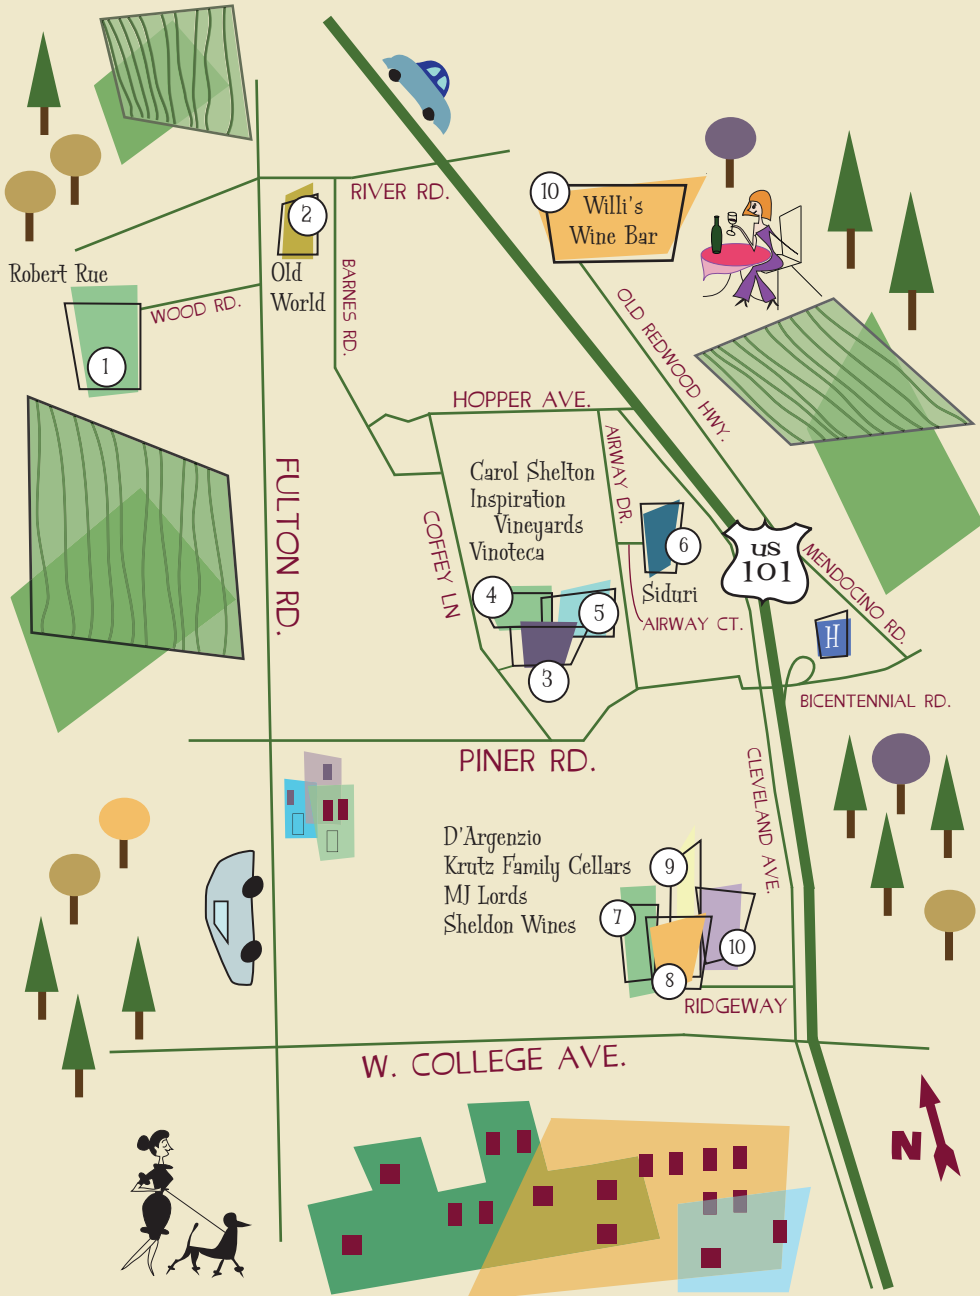 RIVER RD.
10
Willi's
Wine Bar
2
Old
World
Robert Rue
WOOD RD.
1
BARNES RD.
OLD REDWOOD HWY.
HOPPER AVE.
AIRWAY DR.
Carol Shelton
Inspiration
Vineyards
Vinoteca
FULTON RD.
COFFEY LN
6
Siduri
US
101
MENDOCINO RD.
4
5
3
AIRWAY CT.
H
BICENTENNIAL RD.
PINER RD.
CLEVELAND AVE.
D'Argenzio
Krutz Family Cellars
MJ Lords
Sheldon Wines
9
7
10
8
RIDGEWAY
W. COLLEGE AVE.
N